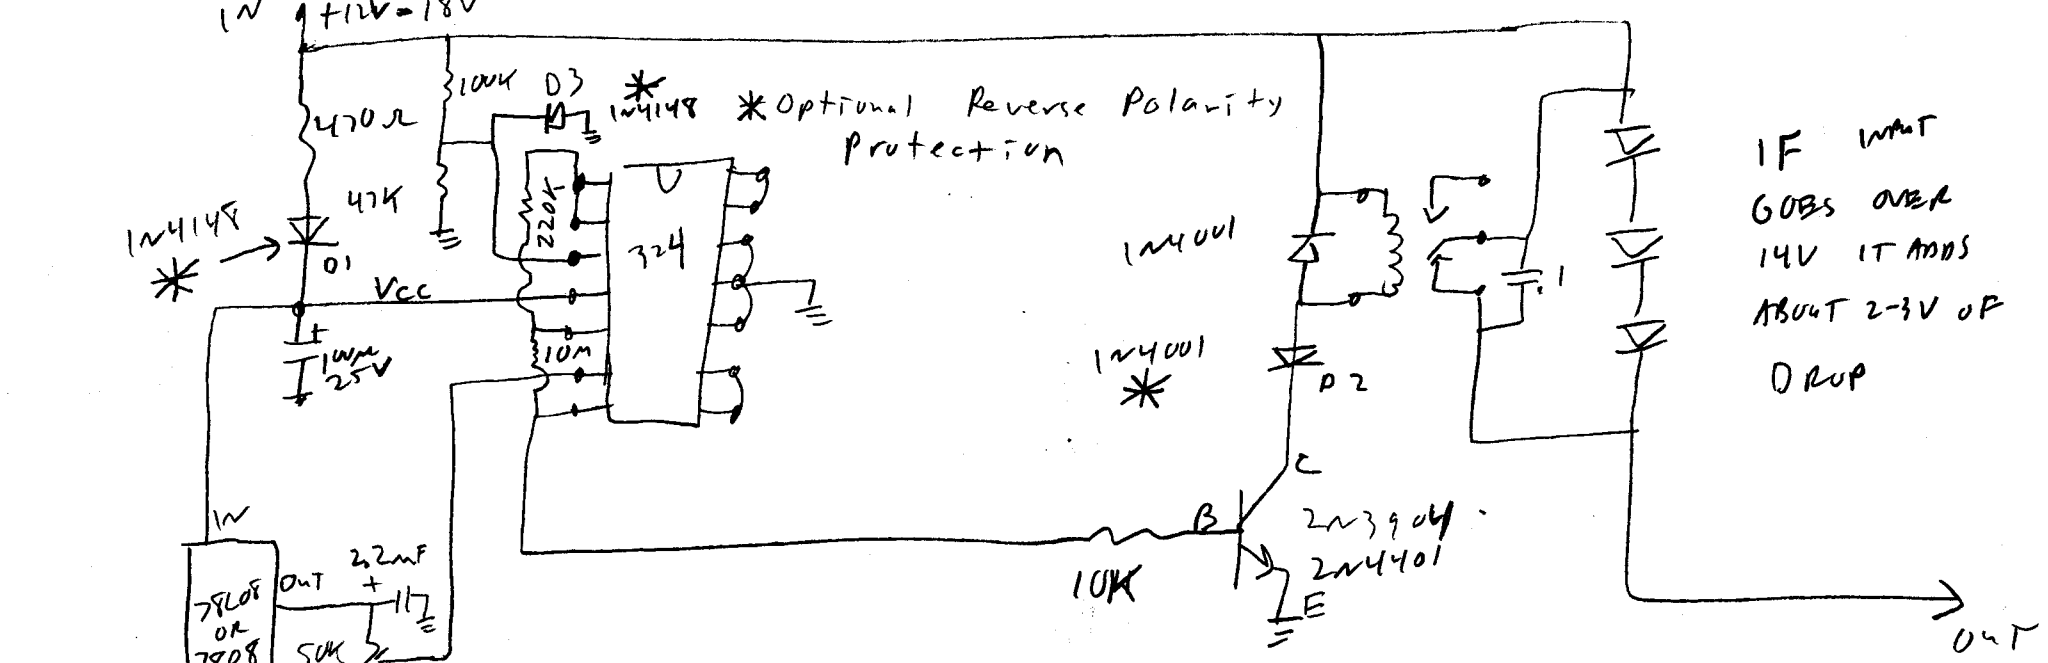 IN +12V - 18V
100K D3 * 1N4148
* Optional Reverse Polarity
Protection
470Ω
47K
220K
1N4148
*
D1
324
VCC
+
100M
25V
10M
1N4001
1N4001
*
D2
.1
IF INPUT
GOES OVER
14V IT ADDS
ABOUT 2-3V OF
DROP
C
B
2N3904
2N4401
E
10K
IN
OUT
2.2MF
+
78L08
OR
7808
50K
OUT